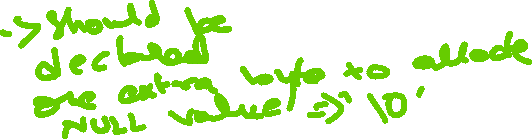 -> Should be
declared
one extra byte to allocate
NULL value => '\0'